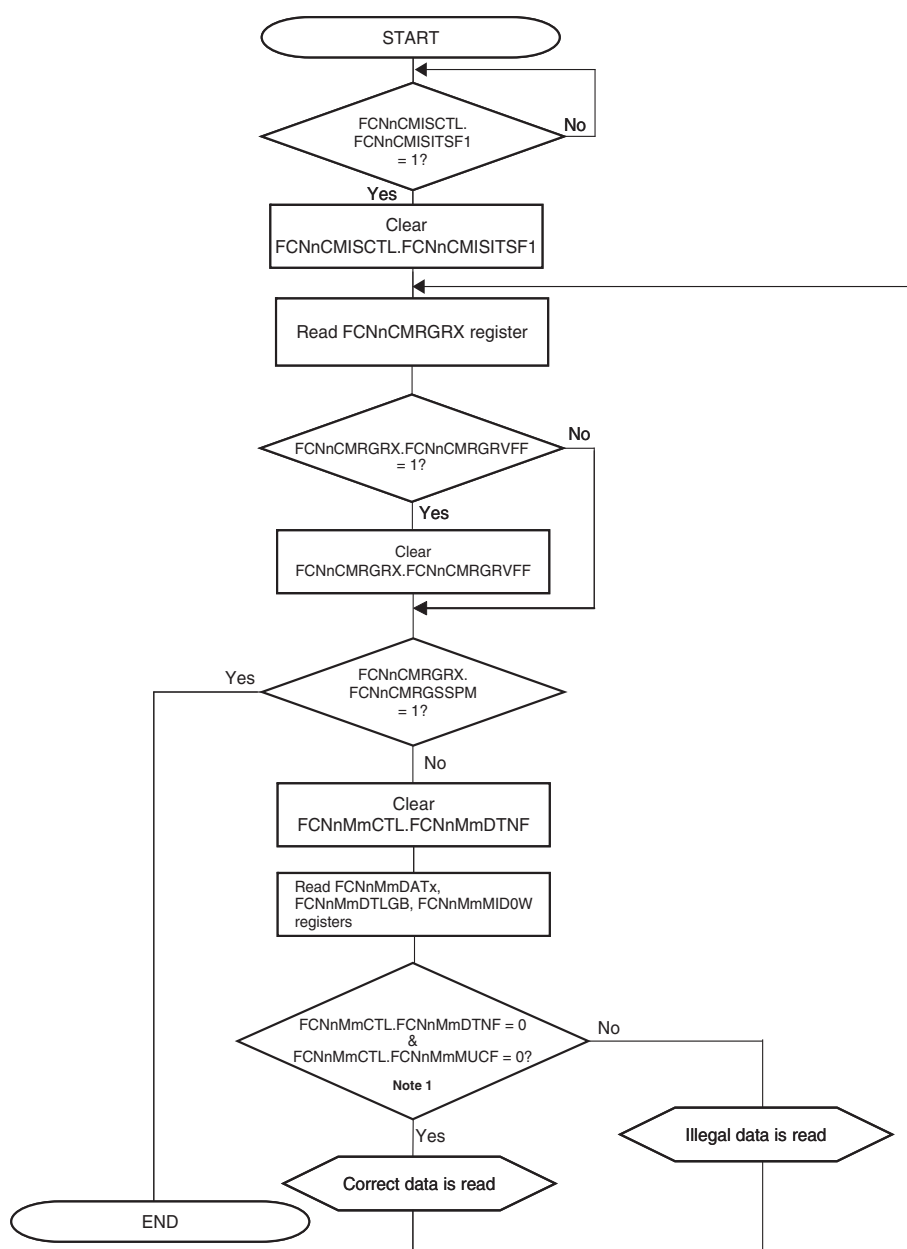 START
FCNnCMISCTL.
FCNnCMISITSF1
= 1?
No
Yes
Clear
FCNnCMISCTL.FCNnCMISITSF1
Read FCNnCMRGRX register
FCNnCMRGRX.FCNnCMRGRVFF
= 1?
No
Yes
Clear
FCNnCMRGRX.FCNnCMRGRVFF
FCNnCMRGRX.
FCNnCMRGSSPM
= 1?
Yes
No
Clear
FCNnMmCTL.FCNnMmDTNF
Read FCNnMmDATx,
FCNnMmDTLGB, FCNnMmMID0W
registers
FCNnMmCTL.FCNnMmDTNF = 0
&
FCNnMmCTL.FCNnMmMUCF = 0?
Note 1
No
Yes
Illegal data is read
Correct data is read
END